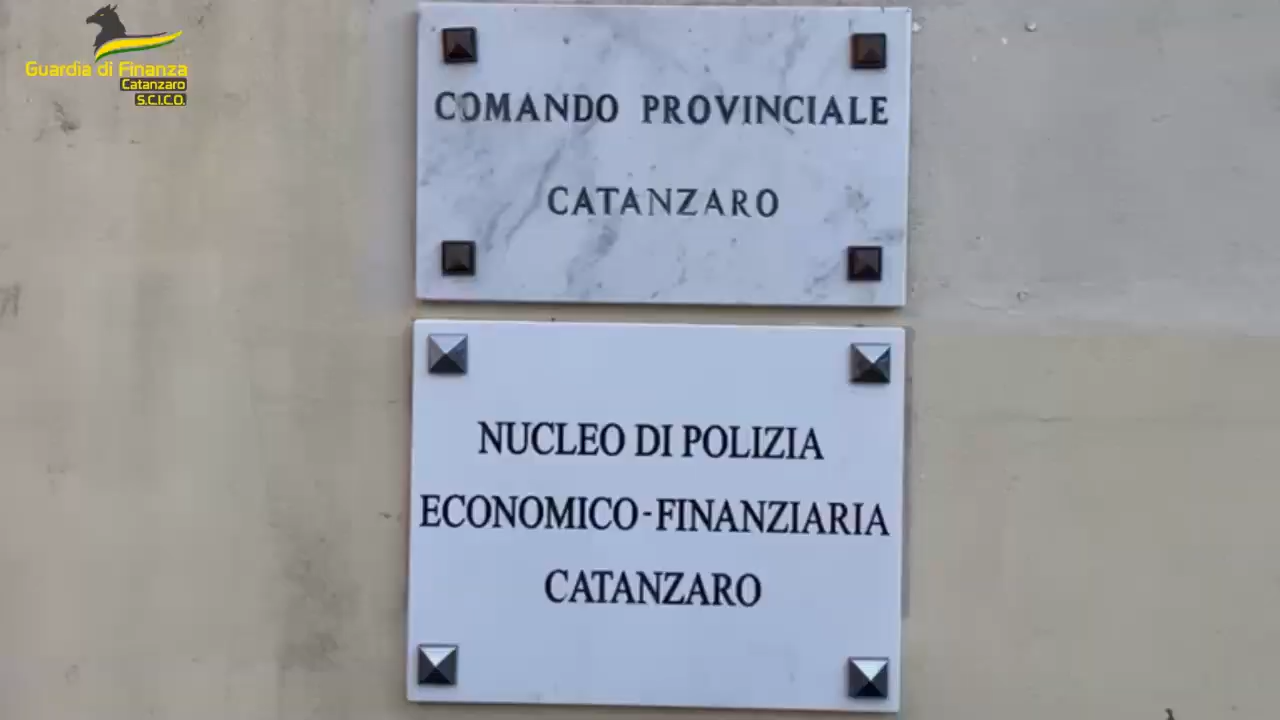 Guardia di Finanza
Catanzaro
S.C.I.C.O.
COMANDO PROVINCIALE
CATANZARO
NUCLEO DI POLIZIA
ECONOMICO-FINANZIARIA
CATANZARO